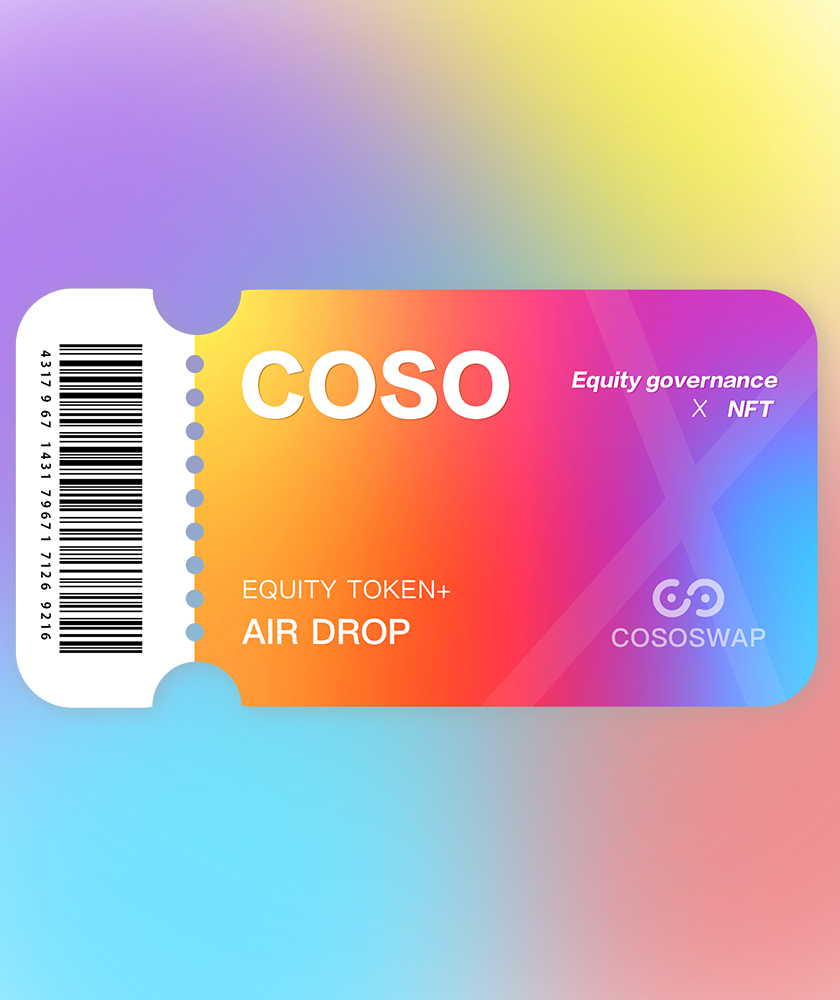 4317 9 67 1431 79671 7126 9216
COSO
Equity governance
X NFT
EQUITY TOKEN+
AIR DROP
COSOSWAP